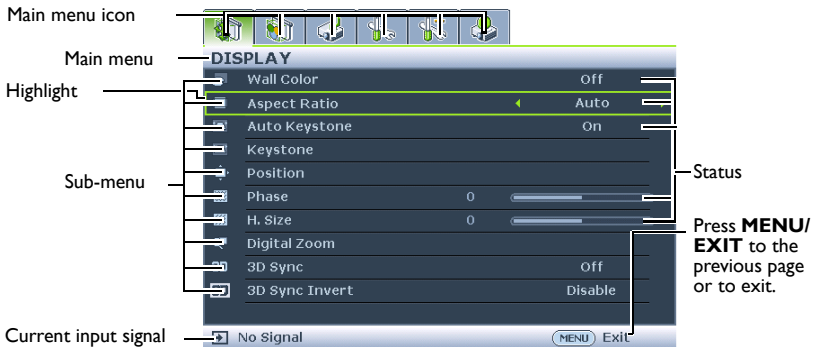 Main menu icon
Main menu
DISPLAY
Highlight
Wall Color Off
Aspect Ratio Auto
Auto Keystone On
Keystone
Sub-menu
Position
Status
Phase 0
H. Size 0
Digital Zoom
3D Sync Off
3D Sync Invert Disable
Press MENU/
EXIT to the
previous page
or to exit.
Current input signal
No Signal
MENU Exit